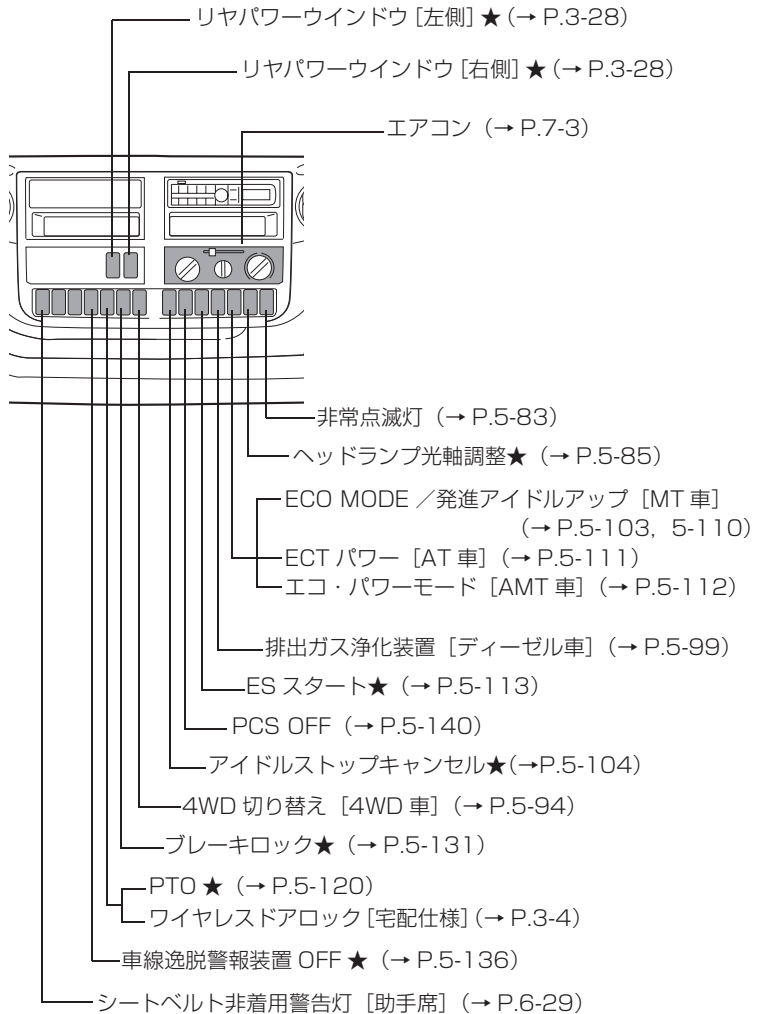 リヤパワーウインドウ［左側］★（→ P.3-28）
リヤパワーウインドウ［右側］★（→ P.3-28）
エアコン（→ P.7-3）
非常点滅灯（→ P.5-83）
ヘッドランプ光軸調整★（→ P.5-85）
ECO MODE ／発進アイドルアップ［MT 車］
（→ P.5-103，5-110）
ECT パワー［AT 車］（→ P.5-111）
エコ・パワーモード［AMT 車］（→ P.5-112）
排出ガス浄化装置［ディーゼル車］（→ P.5-99）
ES スタート★（→ P.5-113）
PCS OFF（→ P.5-140）
アイドルストップキャンセル★（→P.5-104）
4WD 切り替え［4WD 車］（→ P.5-94）
ブレーキロック★（→ P.5-131）
PTO ★（→ P.5-120）
ワイヤレスドアロック［宅配仕様］（→ P.3-4）
車線逸脱警報装置 OFF ★（→ P.5-136）
シートベルト非着用警告灯［助手席］（→ P.6-29）